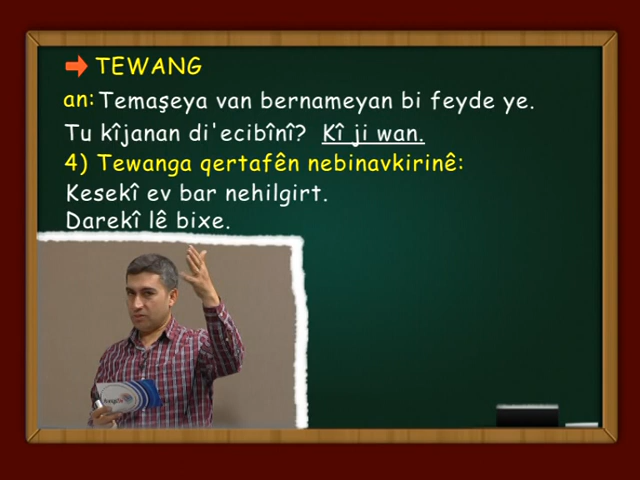 TEWANG
an: Temaşeya van bernameyan bi feyde ye.
Tu kîjanan di'ecibînî? Kî ji wan.
4) Tewanga qertafên nebinavkirinê:
Kesekî ev bar nehilgirt.
Darekî lê bixe.